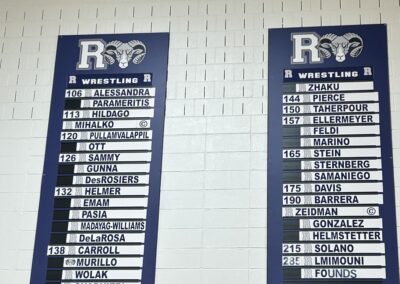 R
R WRESTLING R
106 ALESSANDRA
PARAMERITIS
113 HILDAGO
MIHALKO ©
120 PULLAMVALAPPIL
OTT
126 SAMMY
GUNNA
DesROSIERS
132 HELMER
EMAM
PASIA
MADAYAG-WILLIAMS
DeLaROSA
138 CARROLL
MURILLO
WOLAK
R
R WRESTLING R
ZHAKU
144 PIERCE
150 TAHERPOUR
157 ELLERMEYER
FELDI
MARINO
165 STEIN
STERNBERG
SAMANIEGO
175 DAVIS
190 BARRERA
ZEIDMAN ©
GONZALEZ
HELMSTETTER
215 SOLANO
285 LMIMOUNI
FOUNDS